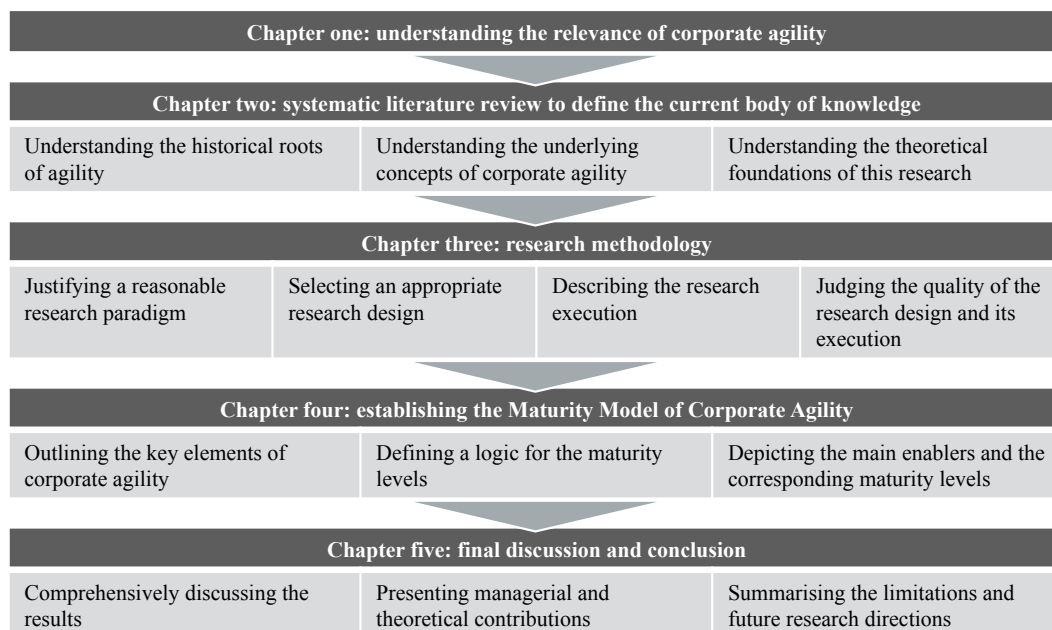 Chapter one: understanding the relevance of corporate agility
Chapter two: systematic literature review to define the current body of knowledge
Understanding the historical roots
of agility
Understanding the underlying
concepts of corporate agility
Understanding the theoretical
foundations of this research
Chapter three: research methodology
Justifying a reasonable
research paradigm
Selecting an appropriate
research design
Describing the research
execution
Judging the quality of the
research design and its
execution
Chapter four: establishing the Maturity Model of Corporate Agility
Outlining the key elements of
corporate agility
Defining a logic for the maturity
levels
Depicting the main enablers and the
corresponding maturity levels
Chapter five: final discussion and conclusion
Comprehensively discussing the
results
Presenting managerial and
theoretical contributions
Summarising the limitations and
future research directions